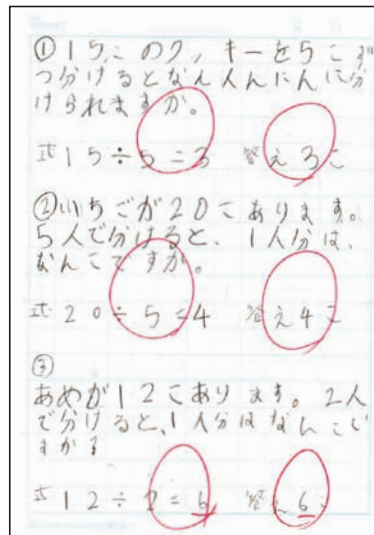 ①15このクッキーを5こず
つ分けるとなん人んにんに分
けられますか。
式15÷5=3 答え3こ
②いちごが20こあります。
5人で分けると、1人分は、
なんこですか。
式20÷5=4 答え4こ
③
あめが12こあります。2人
で分けると、1人分はなんこで
すか
式12÷2=6 答え6こ